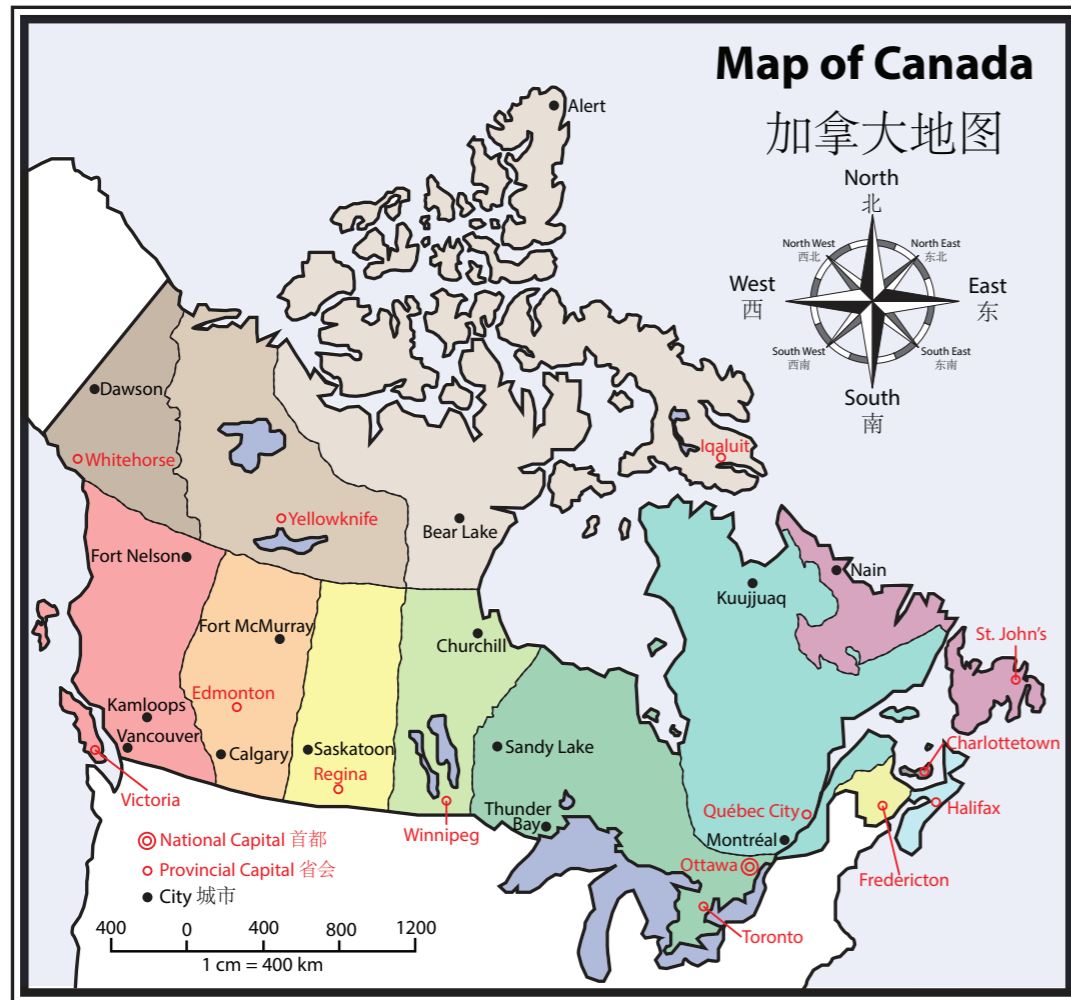 Map of Canada
加拿大地图
Alert
North
北
North West
西北
North East
东北
West
西
East
东
South West
西南
South East
东南
South
南
Dawson
Whitehorse
Iqaluit
Yellowknife
Bear Lake
Fort Nelson
Nain
Kuujjuaq
Fort McMurray
Churchill
St. John's
Edmonton
Kamloops
Vancouver
Calgary
Saskatoon
Sandy Lake
Charlottetown
Regina
Victoria
Winnipeg
Thunder
Bay
Québec City
Halifax
Montréal
Ottawa
Fredericton
Toronto
National Capital 首都
Provincial Capital 省会
City 城市
400 0 400 800 1200
1 cm = 400 km